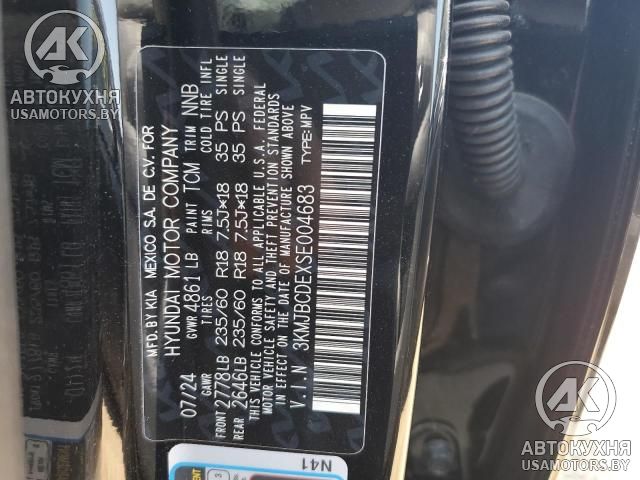 MFD. BY KIA MEXICO S.A. DE C.V. FOR
HYUNDAI MOTOR COMPANY
07/24 GVWR 4861 LB PAINT TCM TRIM NNB
GAWR TIRES RIMS COLD TIRE INFL
FRONT 2778LB 235/60 R18 7.5J×18 35 PS SINGLE
REAR 2646LB 235/60 R18 7.5J×18 35 PS SINGLE
THIS VEHICLE CONFORMS TO ALL APPLICABLE U.S.A. FEDERAL
MOTOR VEHICLE SAFETY AND THEFT PREVENTION STANDARDS
IN EFFECT ON THE DATE OF MANUFACTURE SHOWN ABOVE
V.I.N 3KMJBCDEXSE004683 TYPE:MPV
N41
АК
АВТОКУХНЯ
USAMOTORS.BY
АК
АВТОКУХНЯ
USAMOTORS.BY